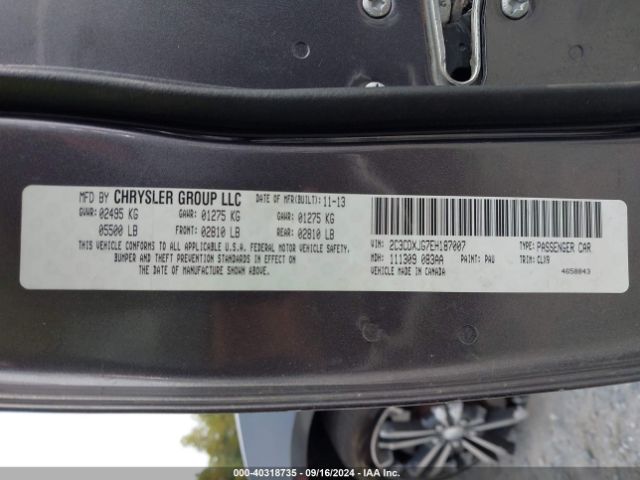 MFD BY CHRYSLER GROUP LLC DATE OF MFR(BUILT): 11-13
GVWR: 02495 KG GAWR: 01275 KG GAWR: 01275 KG
05500 LB FRONT: 02810 LB REAR: 02810 LB
THIS VEHICLE CONFORMS TO ALL APPLICABLE U.S.A. FEDERAL MOTOR VEHICLE SAFETY,
BUMPER AND THEFT PREVENTION STANDARDS IN EFFECT ON
THE DATE OF MANUFACTURE SHOWN ABOVE.
VIN: 2C3CDXJG7EH187007 TYPE: PASSENGER CAR
MDH: 111309 083AA PAINT: PAU TRIM: CLX9
VEHICLE MADE IN CANADA 4658843
000-40318735 - 09/16/2024 - IAA Inc.